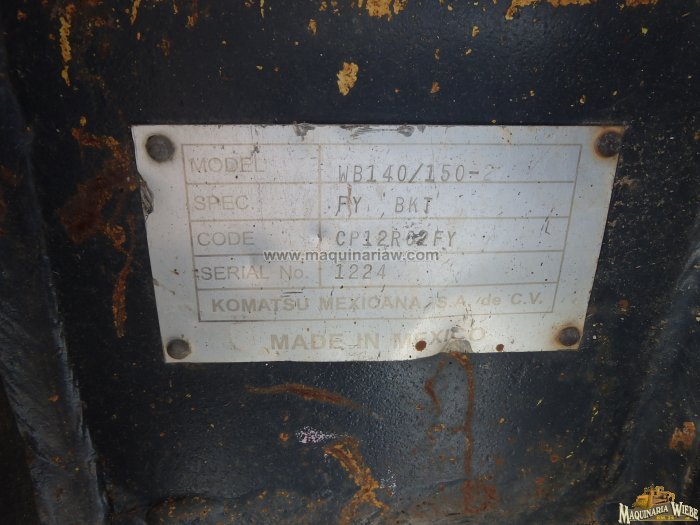 MODEL WB140/150-2
SPEC. FY BKT
CODE CP12R02FY
www.maquinariaw.com
SERIAL No. 1224
KOMATSU MEXICANA, S.A. de C.V.
MADE IN MEXICO
MAQUINARIA WIEBE